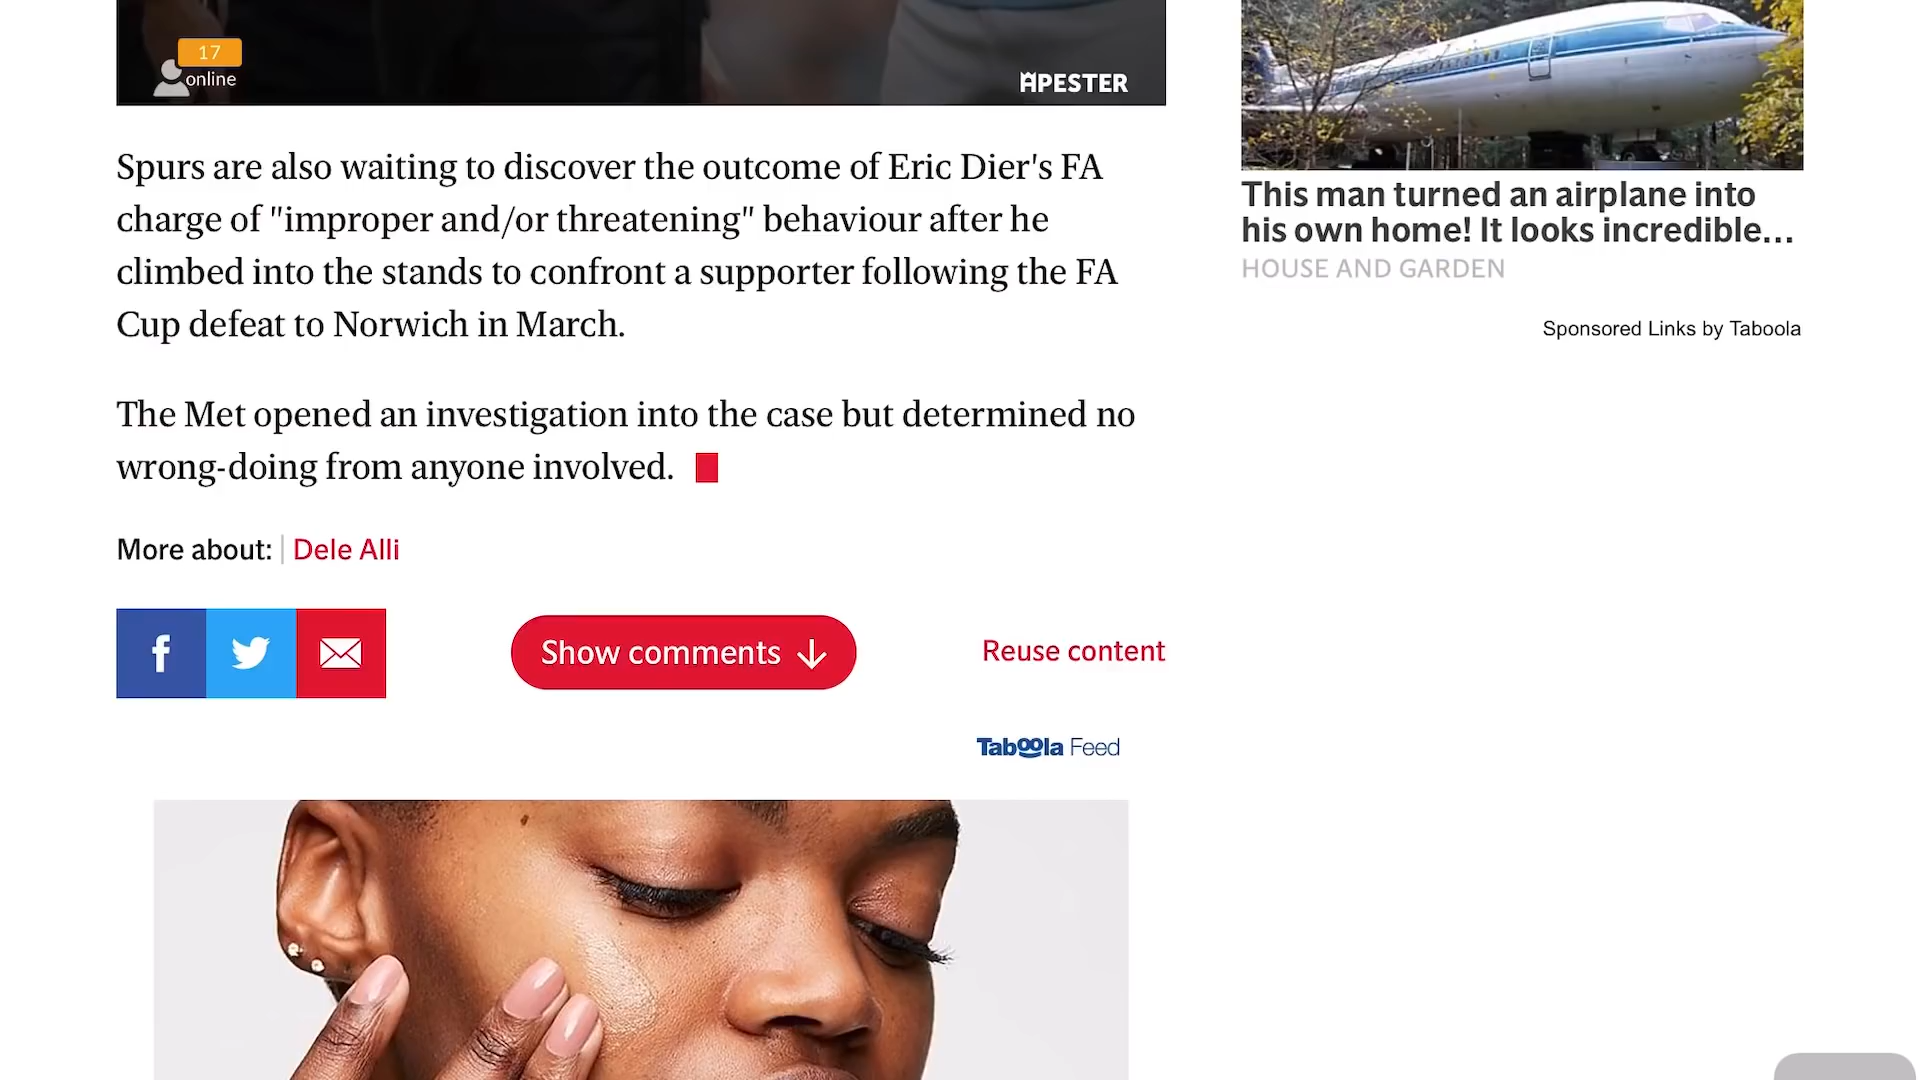 17
online
APESTER
Spurs are also waiting to discover the outcome of Eric Dier's FA
charge of "improper and/or threatening" behaviour after he
climbed into the stands to confront a supporter following the FA
Cup defeat to Norwich in March.
The Met opened an investigation into the case but determined no
wrong-doing from anyone involved.
More about: Dele Alli
Show comments
Reuse content
Taboola Feed
This man turned an airplane into
his own home! It looks incredible…
HOUSE AND GARDEN
Sponsored Links by Taboola